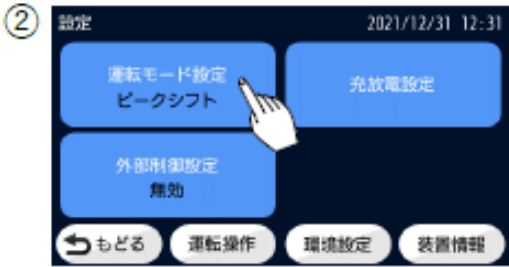 ②
設定 2021/12/31 12:31
運転モード設定
ピークシフト
充放電設定
外部制御設定
無効
もどる 運転操作 環境設定 装置情報